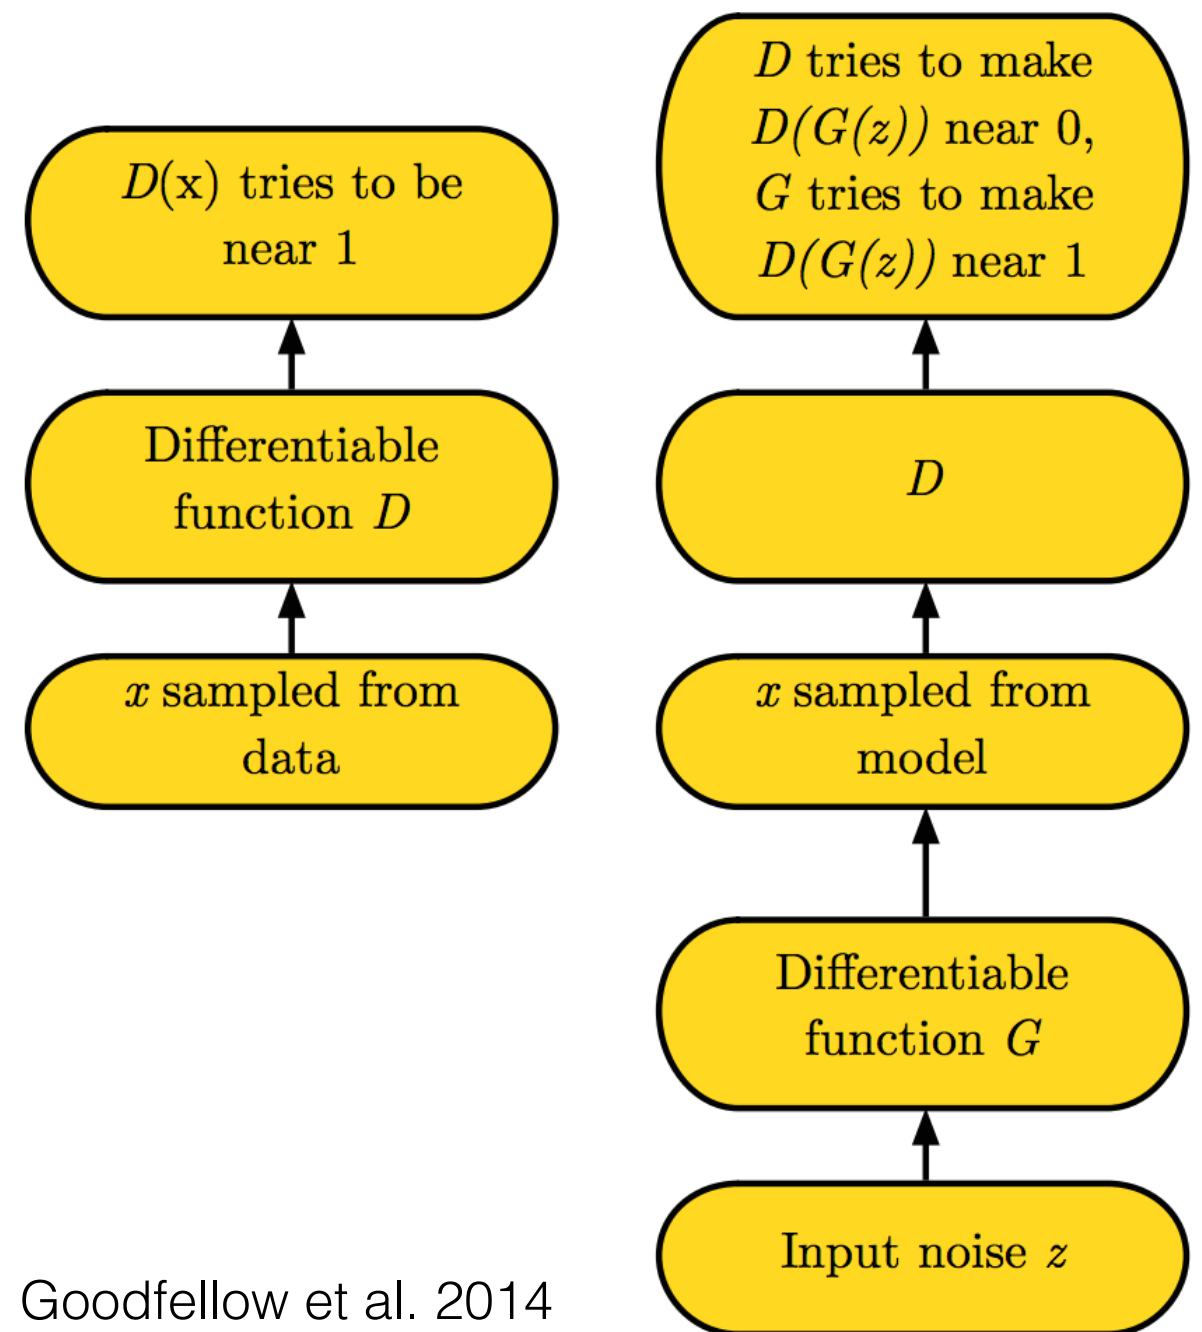 D(x) tries to be
near 1
Differentiable
function D
x sampled from
data
D tries to make
D(G(z)) near 0,
G tries to make
D(G(z)) near 1
D
x sampled from
model
Differentiable
function G
Input noise z
Goodfellow et al. 2014